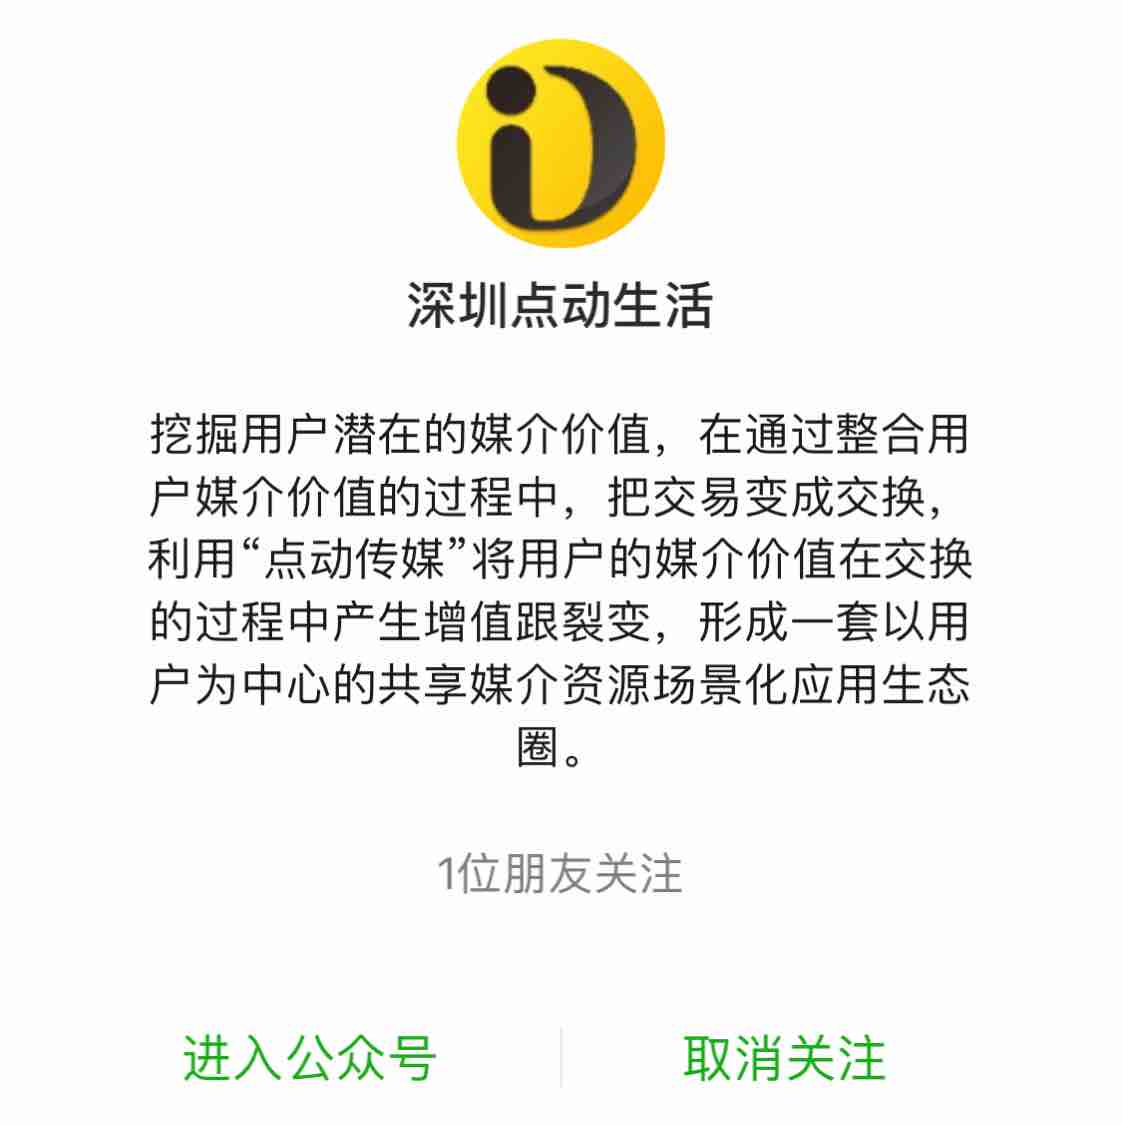 iD
深圳点动生活
挖掘用户潜在的媒介价值，在通过整合用
户媒介价值的过程中，把交易变成交换，
利用“点动传媒”将用户的媒介价值在交换
的过程中产生增值跟裂变，形成一套以用
户为中心的共享媒介资源场景化应用生态
圈。
1位朋友关注
进入公众号
取消关注